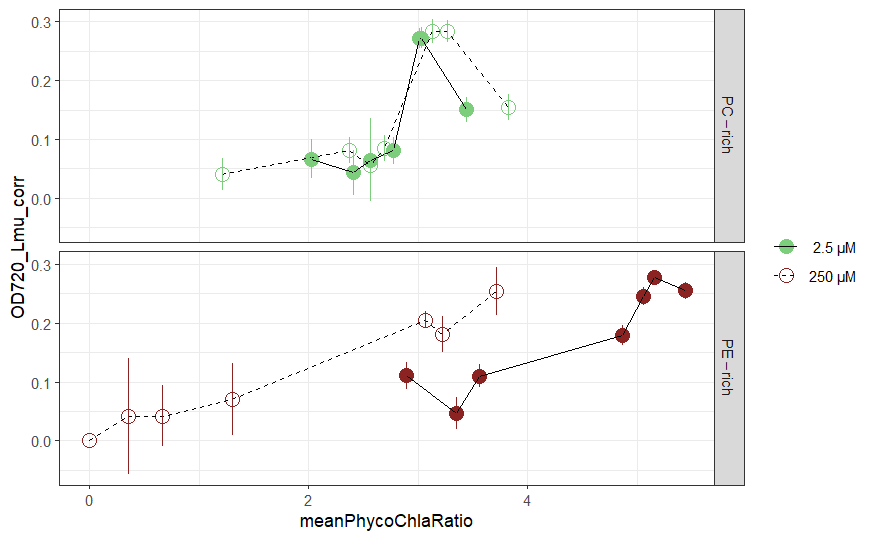 0.3
0.2
0.1
0.0
PC-rich
OD720_Lmu_corr
2.5 µM
250 µM
0.3
0.2
0.1
0.0
PE-rich
0
2
4
meanPhycoChlaRatio